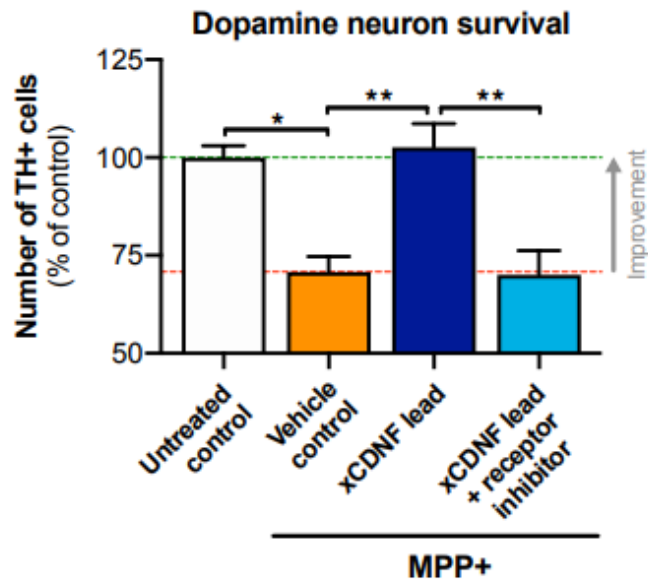 Dopamine neuron survival
Number of TH+ cells
(% of control)
125
100
75
50
*
**
**
Improvement
Untreated
control
Vehicle
control
xCDNF lead
xCDNF lead
+ receptor
inhibitor
MPP+